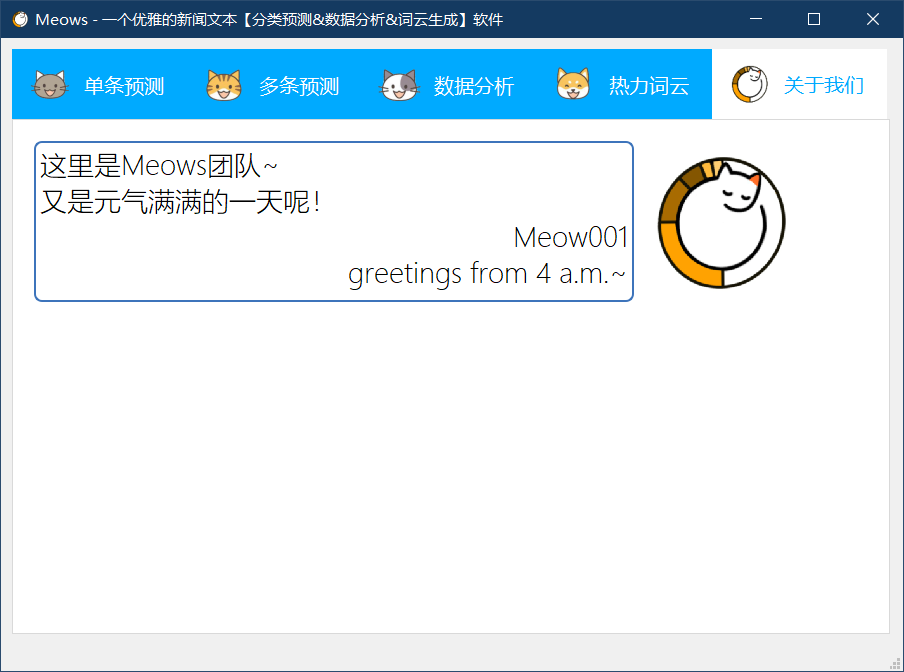 Meows - 一个优雅的新闻文本【分类预测&数据分析&词云生成】软件
单条预测 多条预测 数据分析 热力词云 关于我们
这里是Meows团队~
又是元气满满的一天呢!
Meow001
greetings from 4 a.m.~